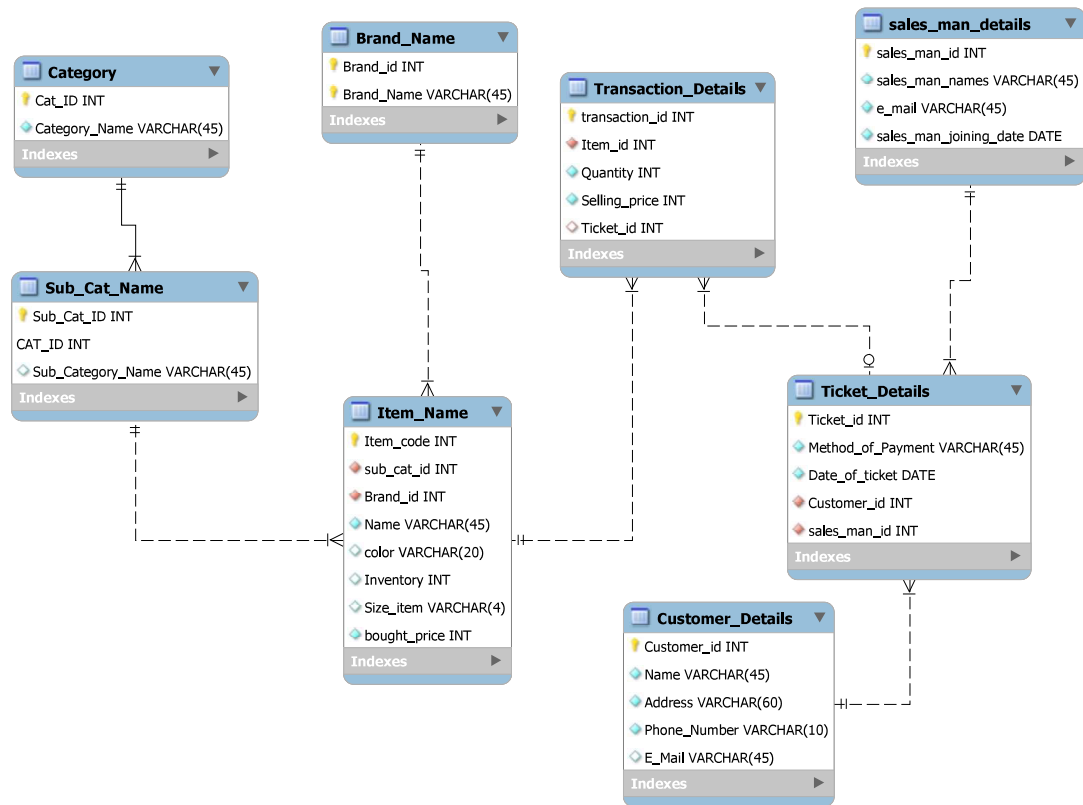 Category
Cat_ID INT
Category_Name VARCHAR(45)
Indexes
Brand_Name
Brand_id INT
Brand_Name VARCHAR(45)
Indexes
Transaction_Details
transaction_id INT
Item_id INT
Quantity INT
Selling_price INT
Ticket_id INT
Indexes
sales_man_details
sales_man_id INT
sales_man_names VARCHAR(45)
e_mail VARCHAR(45)
sales_man_joining_date DATE
Indexes
Sub_Cat_Name
Sub_Cat_ID INT
CAT_ID INT
Sub_Category_Name VARCHAR(45)
Indexes
Item_Name
Item_code INT
sub_cat_id INT
Brand_id INT
Name VARCHAR(45)
color VARCHAR(20)
Inventory INT
Size_item VARCHAR(4)
bought_price INT
Indexes
Ticket_Details
Ticket_id INT
Method_of_Payment VARCHAR(45)
Date_of_ticket DATE
Customer_id INT
sales_man_id INT
Indexes
Customer_Details
Customer_id INT
Name VARCHAR(45)
Address VARCHAR(60)
Phone_Number VARCHAR(10)
E_Mail VARCHAR(45)
Indexes